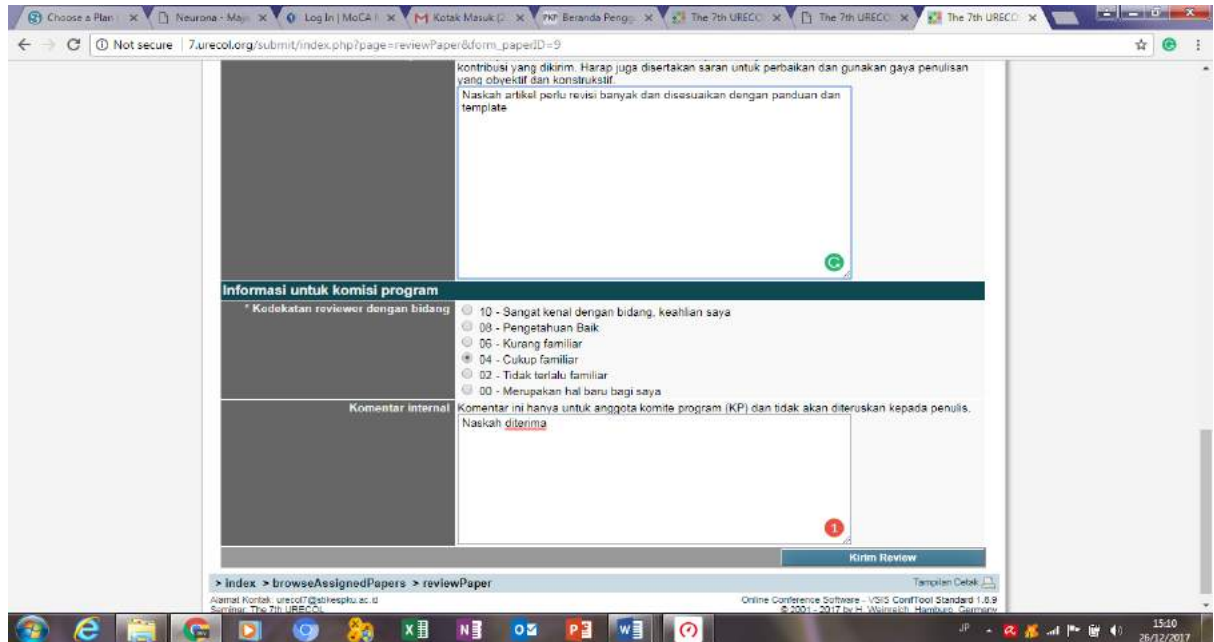 Choose a Plan
Neurona - Maj
Log In | MoCA
Kotak Masuk (2
PKP Beranda Pengg
The 7th URECO
The 7th URECO
The 7th URECO
Not secure | 7.urecol.org/submit/index.php?page=reviewPaper&form_paperID=9
kontribusi yang dikirim. Harap juga disertakan saran untuk perbaikan dan gunakan gaya penulisan
yang obyektif dan konstrukstif.
Naskah artikel perlu revisi banyak dan disesuaikan dengan panduan dan
template
Informasi untuk komisi program
* Kedekatan reviewer dengan bidang
10 - Sangat kenal dengan bidang, keahlian saya
08 - Pengetahuan Baik
06 - Kurang familiar
04 - Cukup familiar
02 - Tidak terlalu familiar
00 - Merupakan hal baru bagi saya
Komentar internal
Komentar ini hanya untuk anggota komite program (KP) dan tidak akan diteruskan kepada penulis.
Naskah diterima
1
Kirim Review
> index > browseAssignedPapers > reviewPaper
Tampilan Cetak
Alamat Kontak: urecol7@stikespku.ac.id
Seminar: The 7th URECOL
Online Conference Software - VSIS ConfTool Standard 1.6.9
© 2001 - 2017 by H. Weinreich, Hamburg, Germany
JP
15:10
26/12/2017